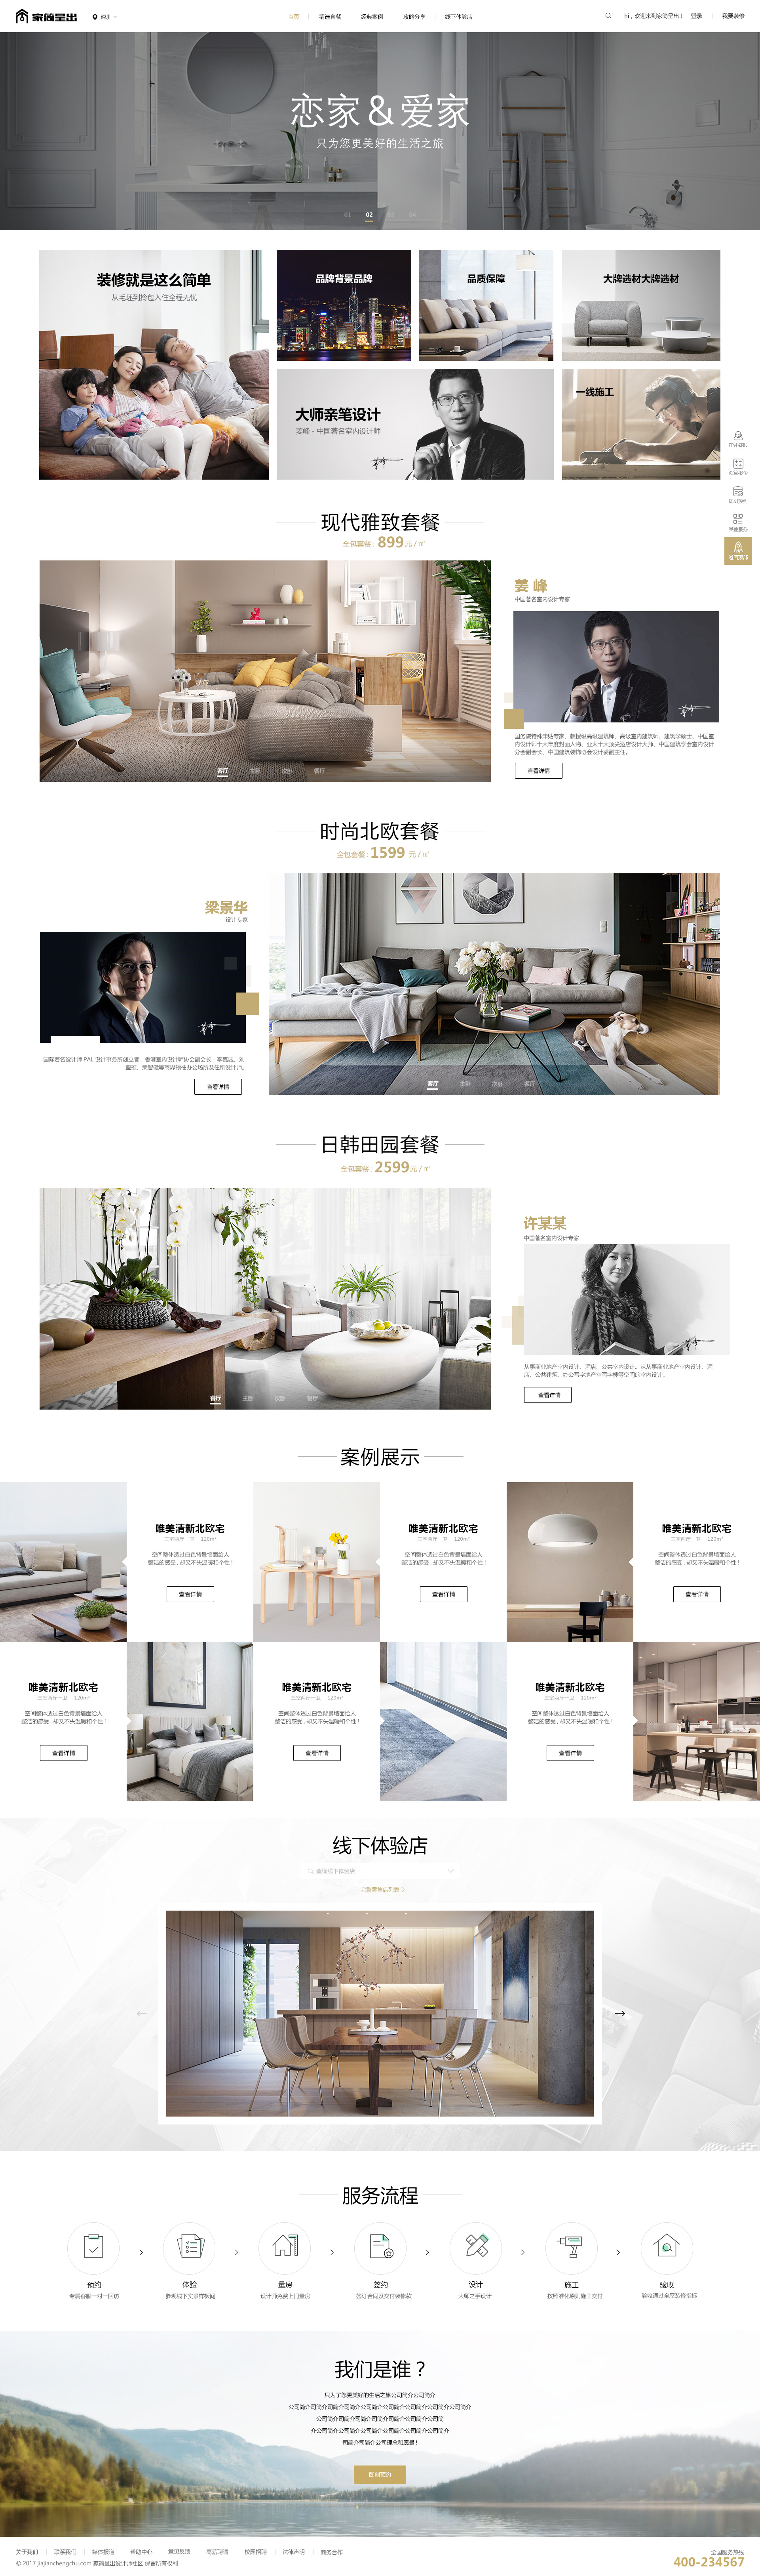 家简呈出
深圳
首页
精选套餐
经典案例
攻略分享
线下体验店
hi，欢迎来到家简呈出！
登录
我要装修
恋家＆爱家
只为您更美好的生活之旅
01
02
03
04
装修就是这么简单
从毛坯到拎包入住全程无忧
品牌背景品牌
品质保障
大牌选材大牌选材
大师亲笔设计
姜峰 - 中国著名室内设计师
一线施工
在线客服
其他服务
返回顶部
现代雅致套餐
全包套餐：899元 / ㎡
客厅
主卧
次卧
餐厅
姜 峰
中国著名室内设计专家
国务院特殊津贴专家、教授级高级建筑师、高级室内建筑师、建筑学硕士，中国室
内设计师十大年度封面人物、亚太十大顶尖酒店设计大师、中国建筑学会室内设计
分会副会长、中国建筑装饰协会设计委副主任。
查看详情
时尚北欧套餐
全包套餐 : 1599 元 / ㎡
梁景华
设计专家
国际著名设计师 PAL 设计事务所创立者，香港室内设计师协会副会长，李嘉诚、刘
銮雄、荣智健等商界领袖办公场所及住所设计师。
查看详情
客厅
主卧
次卧
餐厅
日韩田园套餐
全包套餐 : 2599元 / ㎡
客厅
主卧
次卧
餐厅
许某某
中国著名室内设计专家
从事商业地产室内设计、酒店、公共室内设计。从从事商业地产室内设计、酒
店、公共建筑、办公写字地产室写字楼等空间的室内设计。
查看详情
案例展示
唯美清新北欧宅
三室两厅一卫 120m²
空间整体透过白色背景墙面给人
整洁的感受 , 却又不失温暖和个性 !
查看详情
唯美清新北欧宅
三室两厅一卫 120m²
空间整体透过白色背景墙面给人
整洁的感受 , 却又不失温暖和个性 !
查看详情
唯美清新北欧宅
三室两厅一卫 120m²
空间整体透过白色背景墙面给人
整洁的感受 , 却又不失温暖和个性 !
查看详情
唯美清新北欧宅
三室两厅一卫 120m²
空间整体透过白色背景墙面给人
整洁的感受 , 却又不失温暖和个性 !
查看详情
唯美清新北欧宅
三室两厅一卫 120m²
空间整体透过白色背景墙面给人
整洁的感受 , 却又不失温暖和个性 !
查看详情
唯美清新北欧宅
三室两厅一卫 120m²
空间整体透过白色背景墙面给人
整洁的感受 , 却又不失温暖和个性 !
查看详情
线下体验店
查询线下体验店
完整零售店列表
服务流程
预约
专属客服一对一回访
体验
参观线下实景样板间
量房
设计师免费上门量房
签约
签订合同及交付装修款
设计
大师之手设计
施工
按照准化原则施工交付
验收
验收通过全屋装修指标
我们是谁？
只为了您更美好的生活之旅公司简介公司简介
公司简介司简介司简介司简介公司简介公司简介公司简介公司简介公司简介
公司简介司简介司简介司简介司简介公司简介公司简
介公司简介公司简介公司简介公司简介公司简介公司简介
司简介司简介公司理念和愿景！
即刻预约
关于我们
联系我们
媒体报道
帮助中心
意见反馈
高薪聘请
校园招聘
法律声明
商务合作
© 2017 jiajianchengchu.com 家简呈出设计师社区 保留所有权利
全国服务热线
400-234567